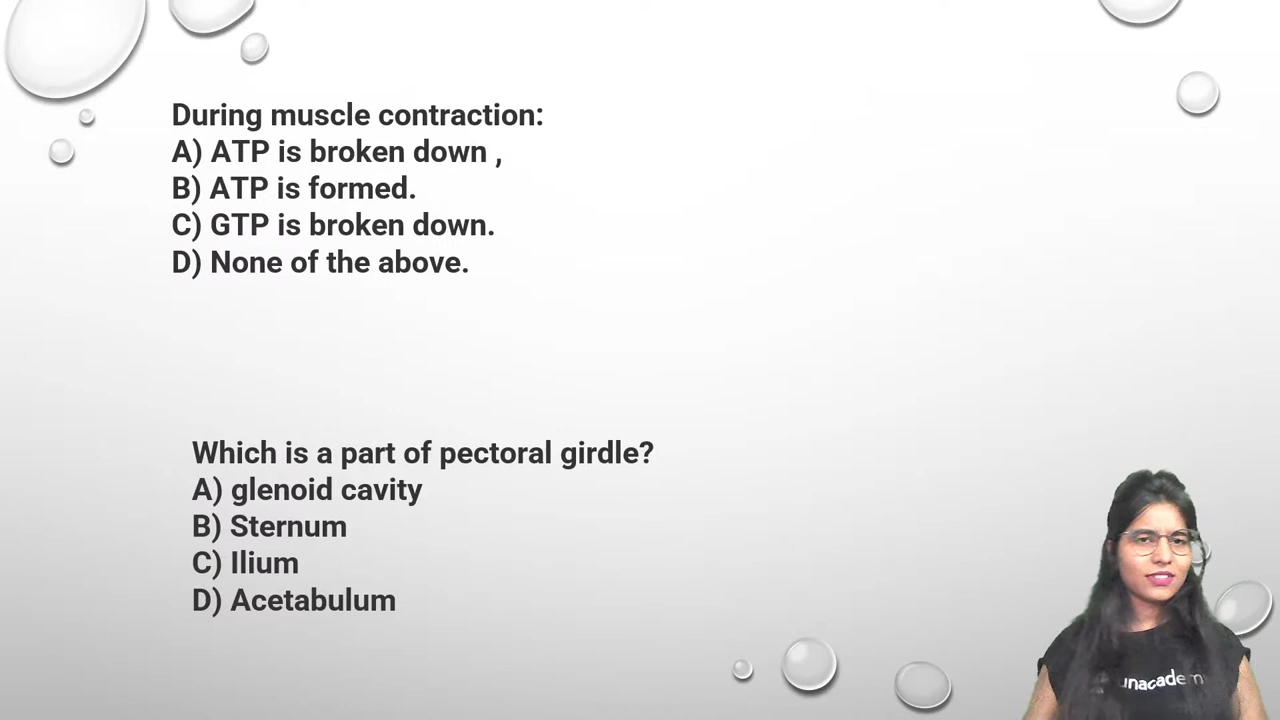 During muscle contraction:
A) ATP is broken down ,
B) ATP is formed.
C) GTP is broken down.
D) None of the above.
Which is a part of pectoral girdle?
A) glenoid cavity
B) Sternum
C) Ilium
D) Acetabulum
unacadem